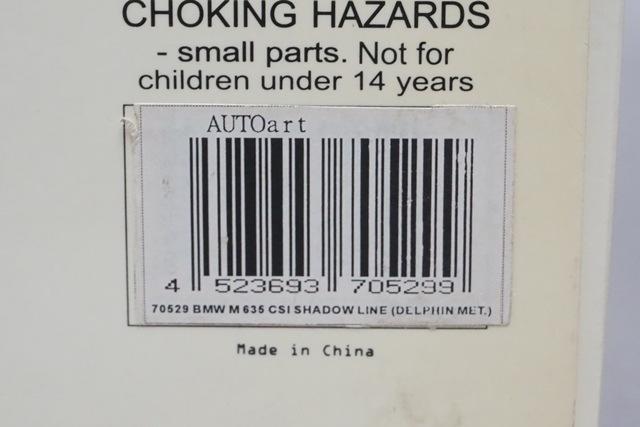 CHOKING HAZARDS
- small parts. Not for
children under 14 years
AUTOart
4 523693 705299
70529 BMW M 635 CSI SHADOW LINE (DELPHIN MET.)
Made in China